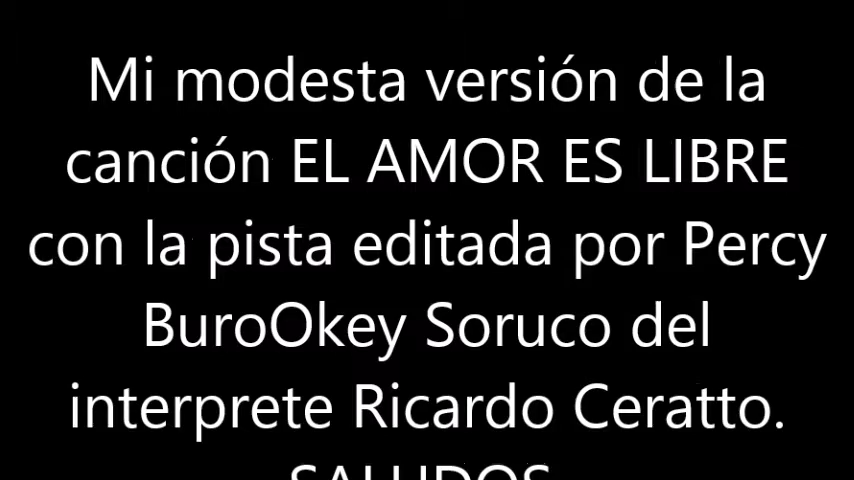 Mi modesta versión de la
canción EL AMOR ES LIBRE
con la pista editada por Percy
BuroOkey Soruco del
interprete Ricardo Ceratto.
SALUDOS